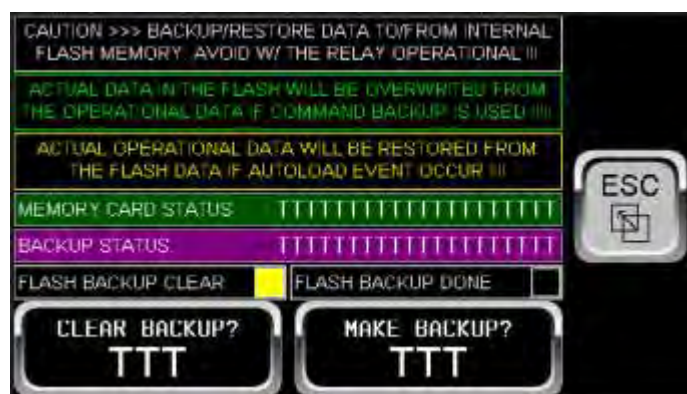 CAUTION >>> BACKUP/RESTORE DATA TO/FROM INTERNAL
FLASH MEMORY. AVOID W/ THE RELAY OPERATIONAL !!!
ACTUAL DATA IN THE FLASH WILL BE OVERWRITED FROM
THE OPERATIONAL DATA IF COMMAND BACKUP IS USED !!!!
ACTUAL OPERATIONAL DATA WILL BE RESTORED FROM
THE FLASH DATA IF AUTOLOAD EVENT OCCUR !!!
MEMORY CARD STATUS TTTTTTTTTTTTTTTTTTTT
BACKUP STATUS: TTTTTTTTTTTTTTTTTTTT
FLASH BACKUP CLEAR FLASH BACKUP DONE
CLEAR BACKUP? MAKE BACKUP?
TTT TTT
ESC